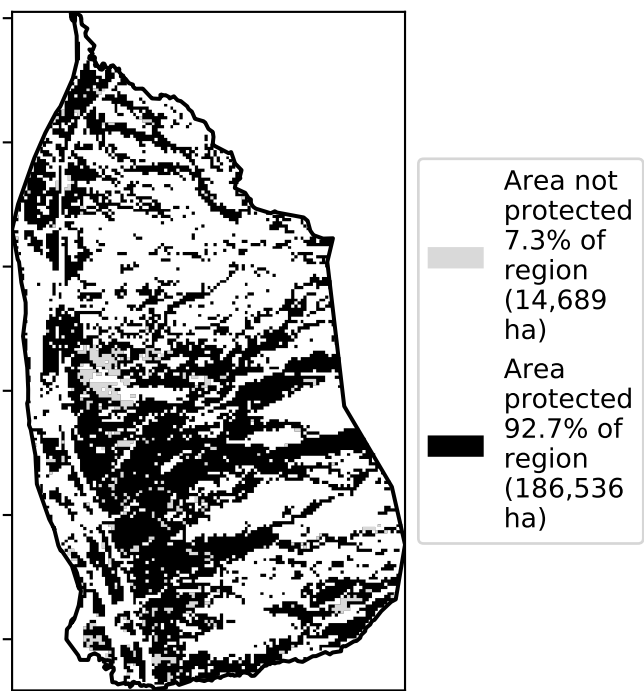 Area not
protected
7.3% of
region
(14,689
ha)
Area
protected
92.7% of
region
(186,536
ha)